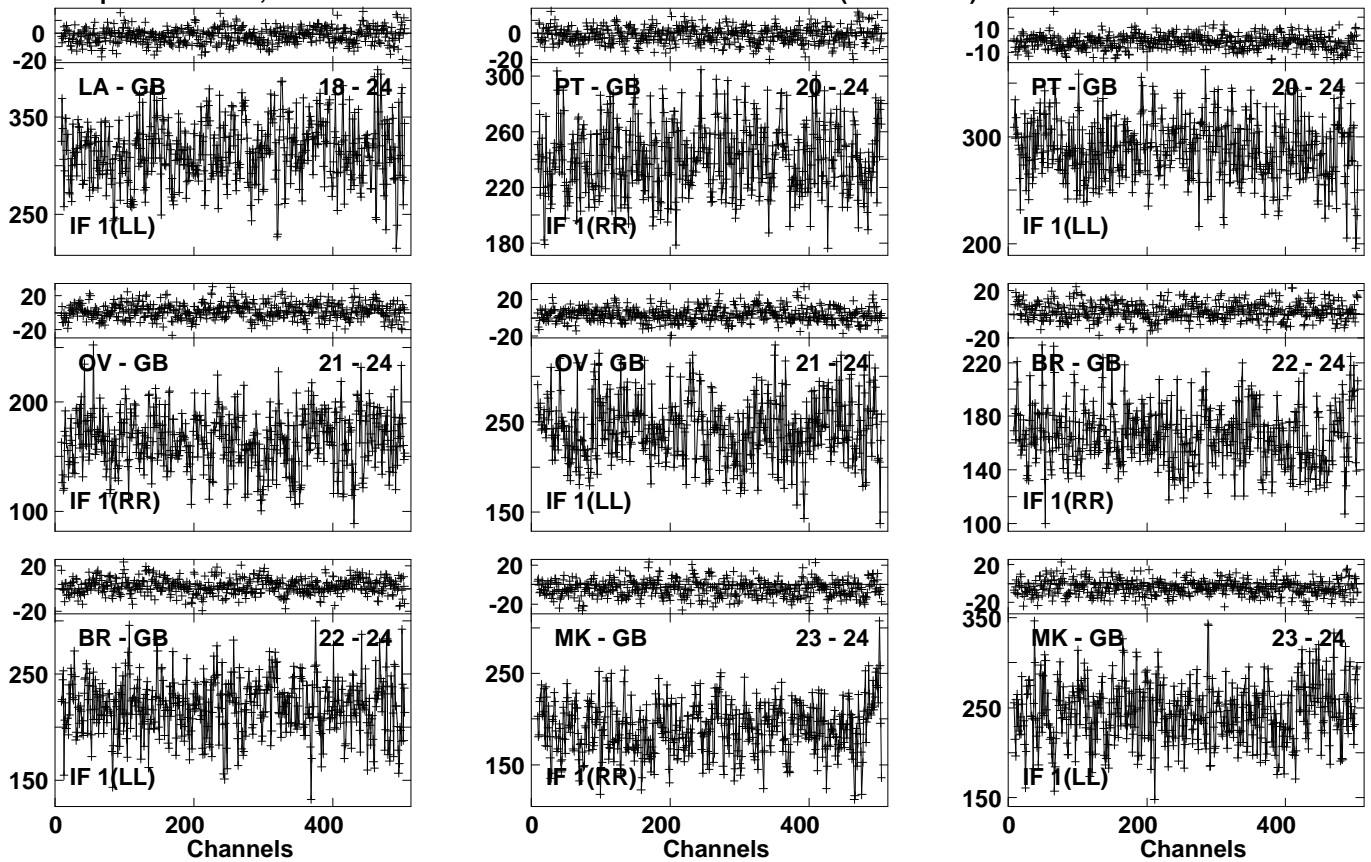 0
-20
LA - GB 18 - 24
350
250
IF 1(LL)
0
-20
300
PT - GB 20 - 24
260
220
180
IF 1(RR)
10
-10
PT - GB 20 - 24
300
200
IF 1(LL)
20
-20
OV - GB 21 - 24
200
100
IF 1(RR)
20
-20
OV - GB 21 - 24
250
150
IF 1(LL)
20
-20
220
BR - GB 22 - 24
180
140
100
IF 1(RR)
20
-20
BR - GB 22 - 24
250
150
IF 1(LL)
0 200 400
Channels
20
-20
MK - GB 23 - 24
250
150
IF 1(RR)
0 200 400
Channels
20
-20
350
MK - GB 23 - 24
250
150
IF 1(LL)
0 200 400
Channels